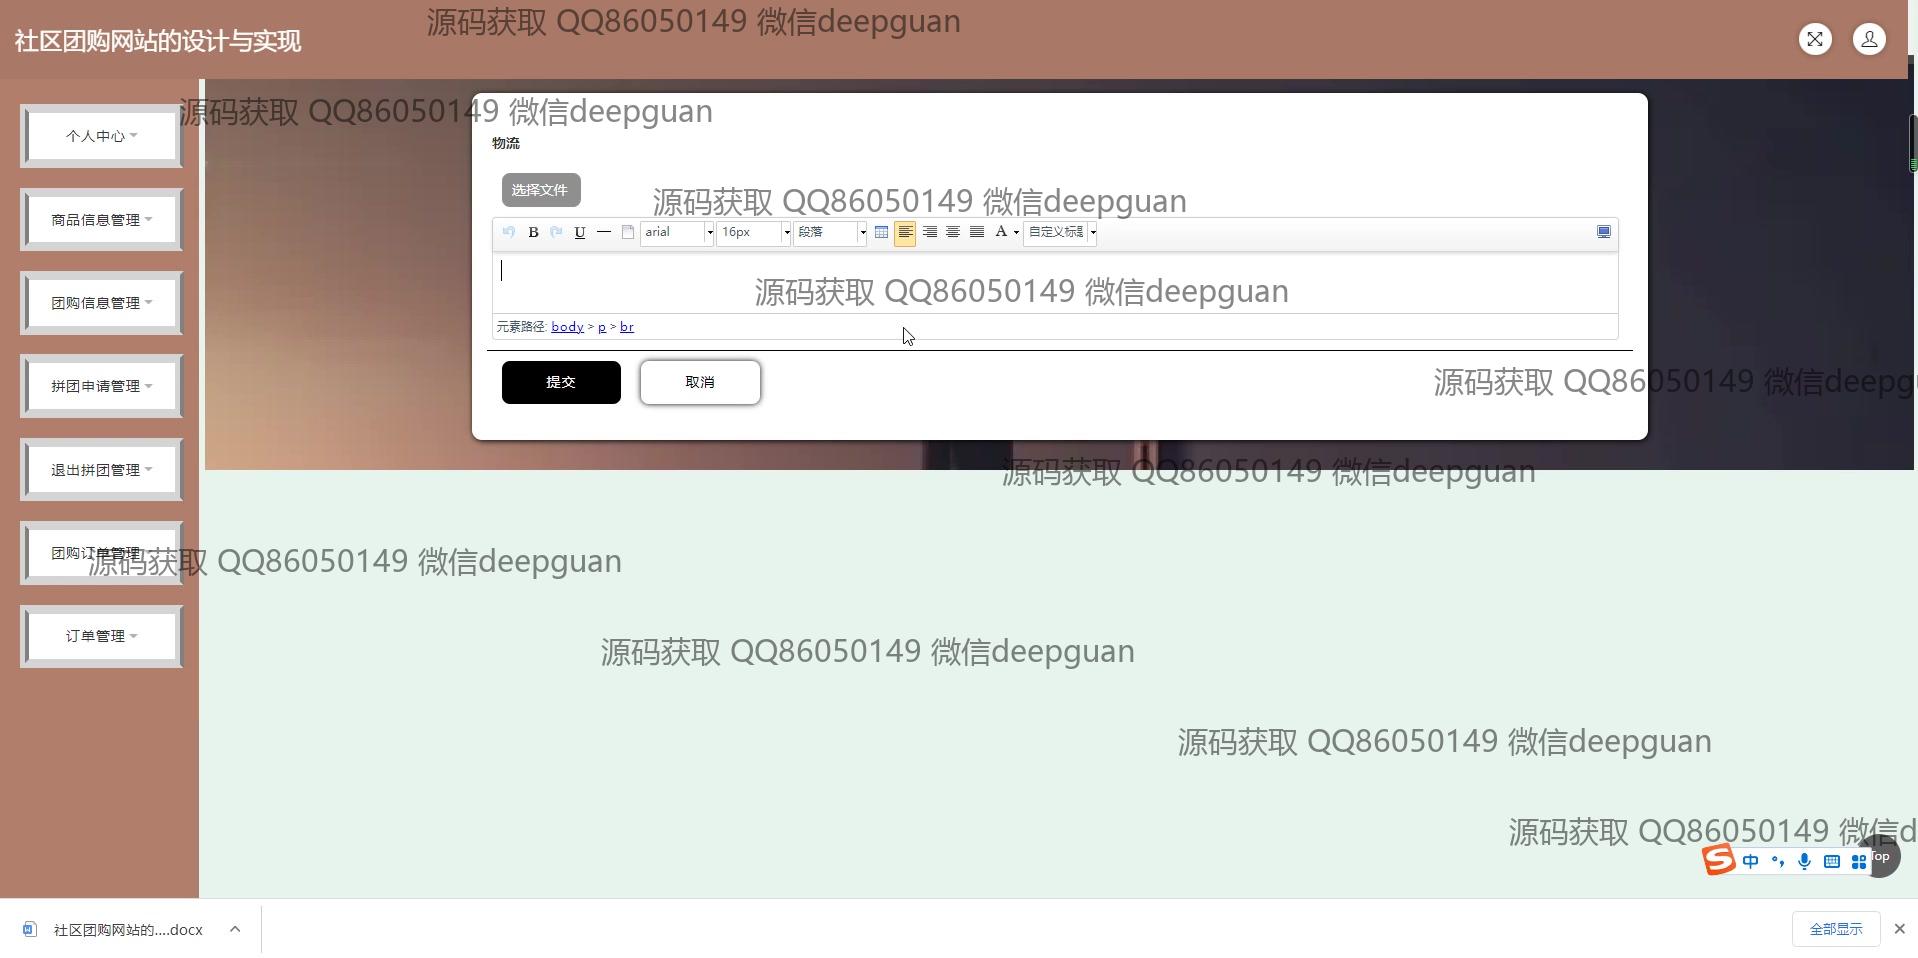 源码获取 QQ86050149 微信deepguan
社区团购网站的设计与实现
源码获取 QQ86050149 微信deepguan
个人中心
物流
商品信息管理
选择文件
源码获取 QQ86050149 微信deepguan
B U arial 16px 段落 A 自定义标题
团购信息管理
源码获取 QQ86050149 微信deepguan
元素路径: body > p > br
拼团申请管理
提交 取消
源码获取 QQ86050149 微信deepgu
退出拼团管理
源码获取 QQ86050149 微信deepguan
团购订单管理
源码获取 QQ86050149 微信deepguan
订单管理
源码获取 QQ86050149 微信deepguan
源码获取 QQ86050149 微信deepguan
源码获取 QQ86050149 微信d
中 Top
社区团购网站的....docx
全部显示